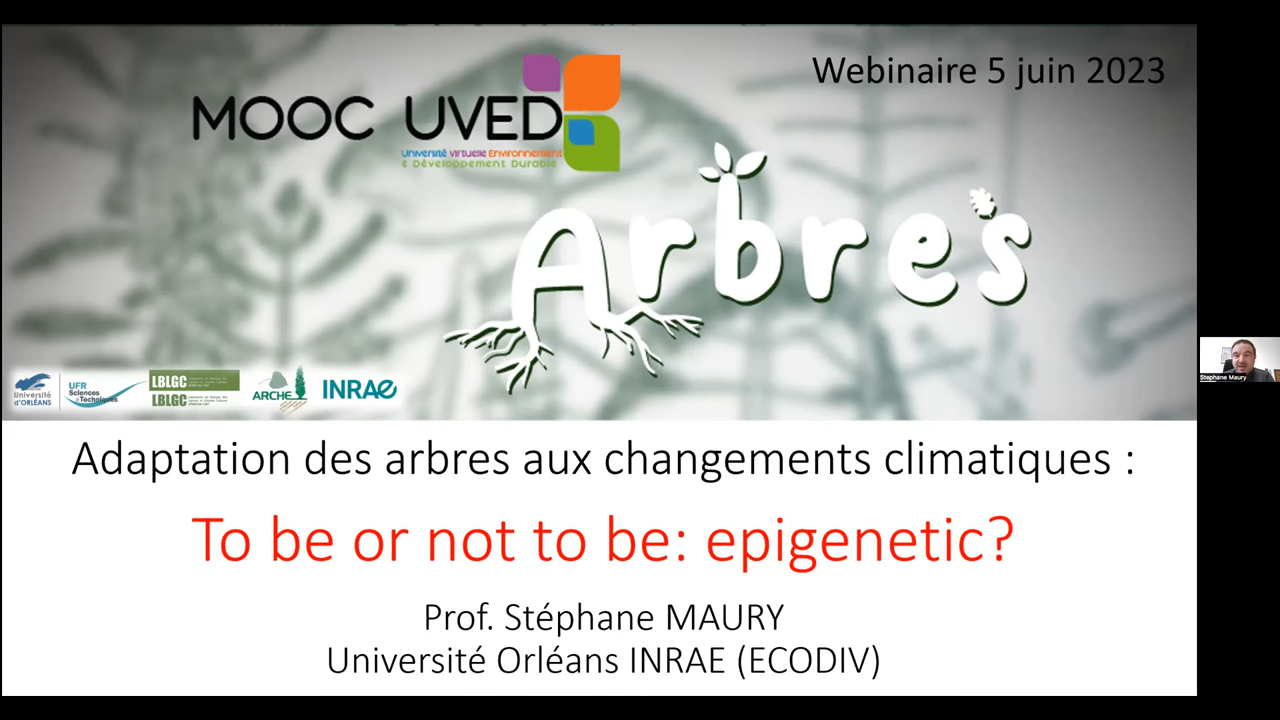 Webinaire 5 juin 2023
MOOC UVED
Université Virtuelle Environnement
& Développement Durable
Arbres
Université
d'ORLÉANS
UFR
Sciences
& Techniques
LBLGC
LBLGC
ARCHE
INRAE
Stephane Maury
Adaptation des arbres aux changements climatiques :
To be or not to be: epigenetic?
Prof. Stéphane MAURY
Université Orléans INRAE (ECODIV)